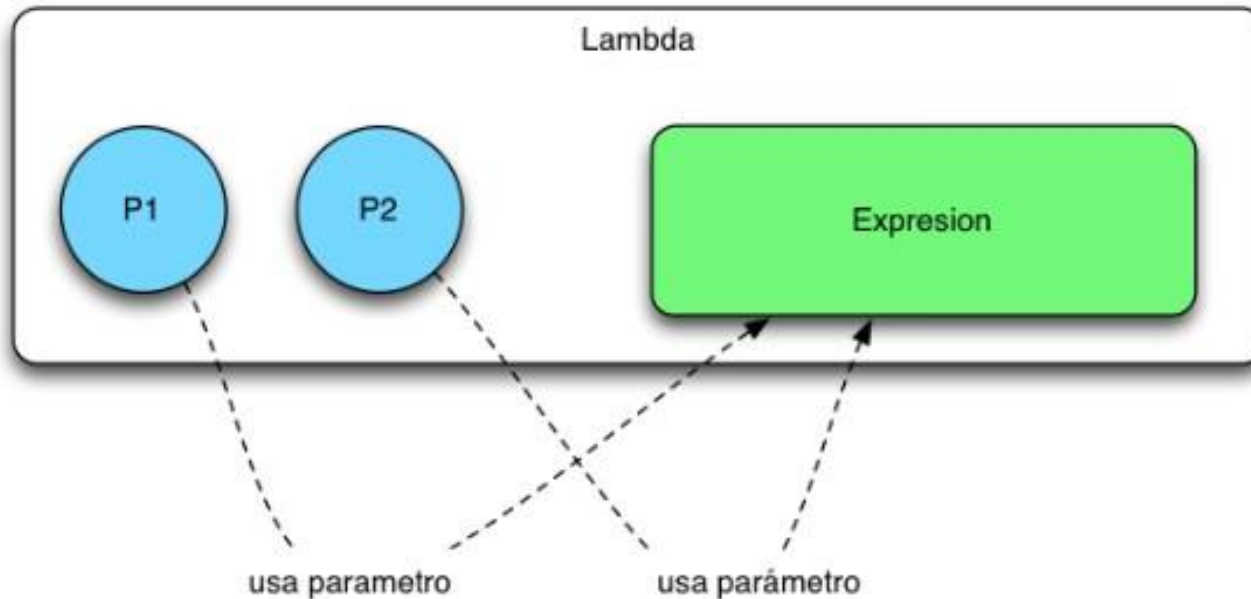 Lambda
P1
P2
Expresion
usa parametro
usa parámetro